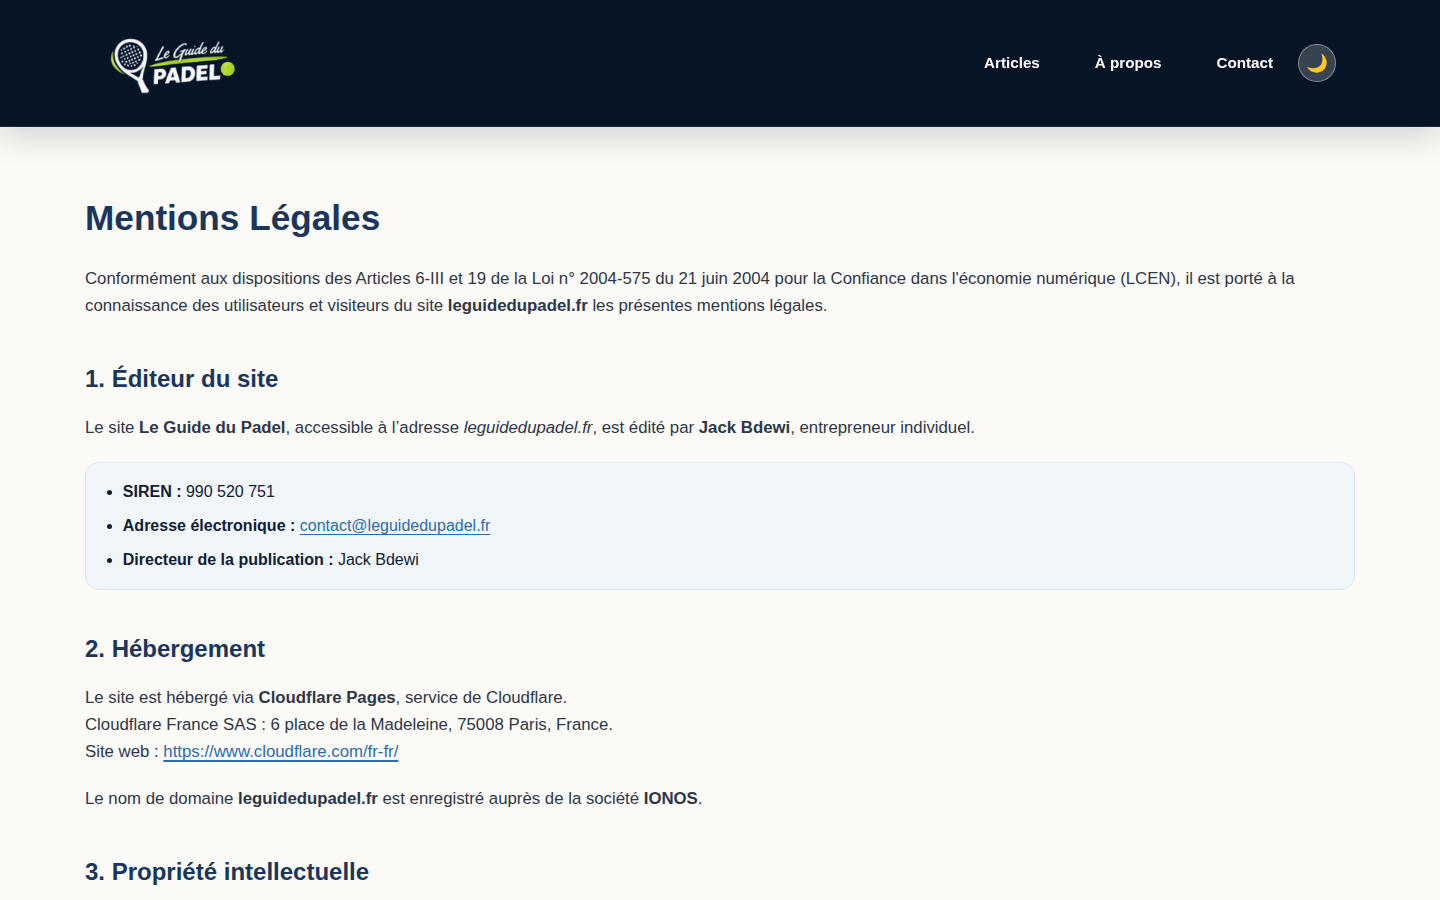 Le Guide du
PADEL
Articles
À propos
Contact
Mentions Légales
Conformément aux dispositions des Articles 6-III et 19 de la Loi n° 2004-575 du 21 juin 2004 pour la Confiance dans l'économie numérique (LCEN), il est porté à la
connaissance des utilisateurs et visiteurs du site leguidedupadel.fr les présentes mentions légales.
1. Éditeur du site
Le site Le Guide du Padel, accessible à l’adresse leguidedupadel.fr, est édité par Jack Bdewi, entrepreneur individuel.
SIREN : 990 520 751
Adresse électronique : contact@leguidedupadel.fr
Directeur de la publication : Jack Bdewi
2. Hébergement
Le site est hébergé via Cloudflare Pages, service de Cloudflare.
Cloudflare France SAS : 6 place de la Madeleine, 75008 Paris, France.
Site web : https://www.cloudflare.com/fr-fr/
Le nom de domaine leguidedupadel.fr est enregistré auprès de la société IONOS.
3. Propriété intellectuelle